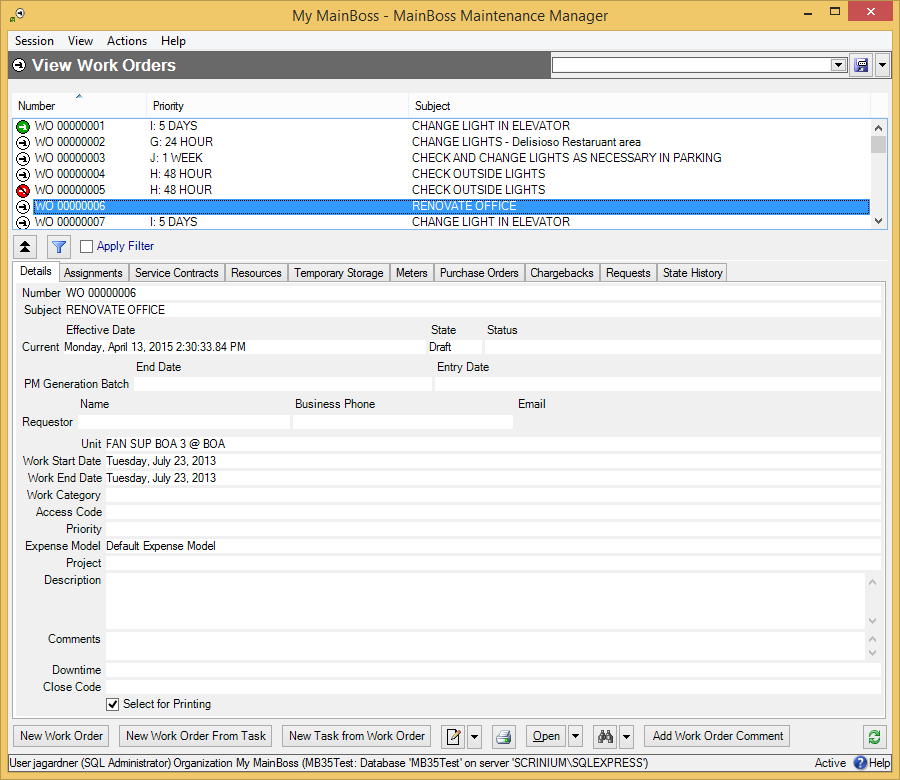 My MainBoss - MainBoss Maintenance Manager
Session View Actions Help
View Work Orders
Number Priority Subject
WO 00000001 I: 5 DAYS CHANGE LIGHT IN ELEVATOR
WO 00000002 G: 24 HOUR CHANGE LIGHTS - Delisioso Restaruant area
WO 00000003 J: 1 WEEK CHECK AND CHANGE LIGHTS AS NECESSARY IN PARKING
WO 00000004 H: 48 HOUR CHECK OUTSIDE LIGHTS
WO 00000005 H: 48 HOUR CHECK OUTSIDE LIGHTS
WO 00000006 RENOVATE OFFICE
WO 00000007 I: 5 DAYS CHANGE LIGHT IN ELEVATOR
Apply Filter
Details Assignments Service Contracts Resources Temporary Storage Meters Purchase Orders Chargebacks Requests State History
Number WO 00000006
Subject RENOVATE OFFICE
Effective Date State Status
Current Monday, April 13, 2015 2:30:33.84 PM Draft
End Date Entry Date
PM Generation Batch
Name Business Phone Email
Requestor
Unit FAN SUP BOA 3 @ BOA
Work Start Date Tuesday, July 23, 2013
Work End Date Tuesday, July 23, 2013
Work Category
Access Code
Priority
Expense Model Default Expense Model
Project
Description
Comments
Downtime
Close Code
Select for Printing
New Work Order New Work Order From Task New Task from Work Order Open Add Work Order Comment
User jagardner (SQL Administrator) Organization My MainBoss (MB35Test: Database 'MB35Test' on server 'SCRINIUM\SQLEXPRESS') Active Help